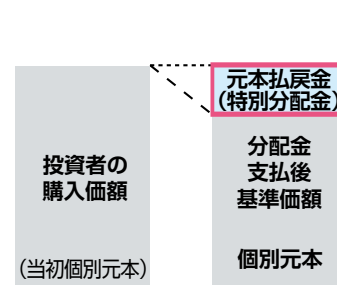 投資者の
購入価額
（当初個別元本）
元本払戻金
（特別分配金）
分配金
支払後
基準価額
個別元本